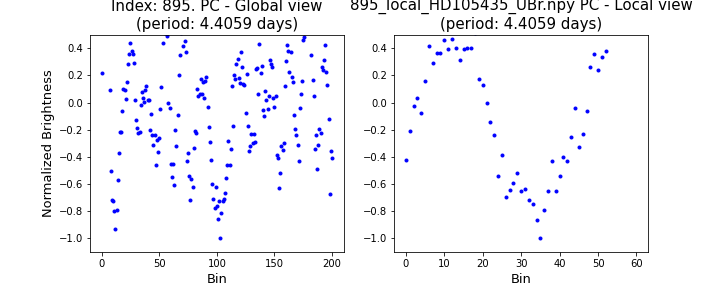 Index: 895. PC - Global view
(period: 4.4059 days)
895_local_HD105435_UBr.npy PC - Local view
(period: 4.4059 days)
Normalized Brightness
0.4
0.2
0.0
−0.2
−0.4
−0.6
−0.8
−1.0
0 50 100 150 200
Bin
0.4
0.2
0.0
−0.2
−0.4
−0.6
−0.8
−1.0
0 10 20 30 40 50 60
Bin